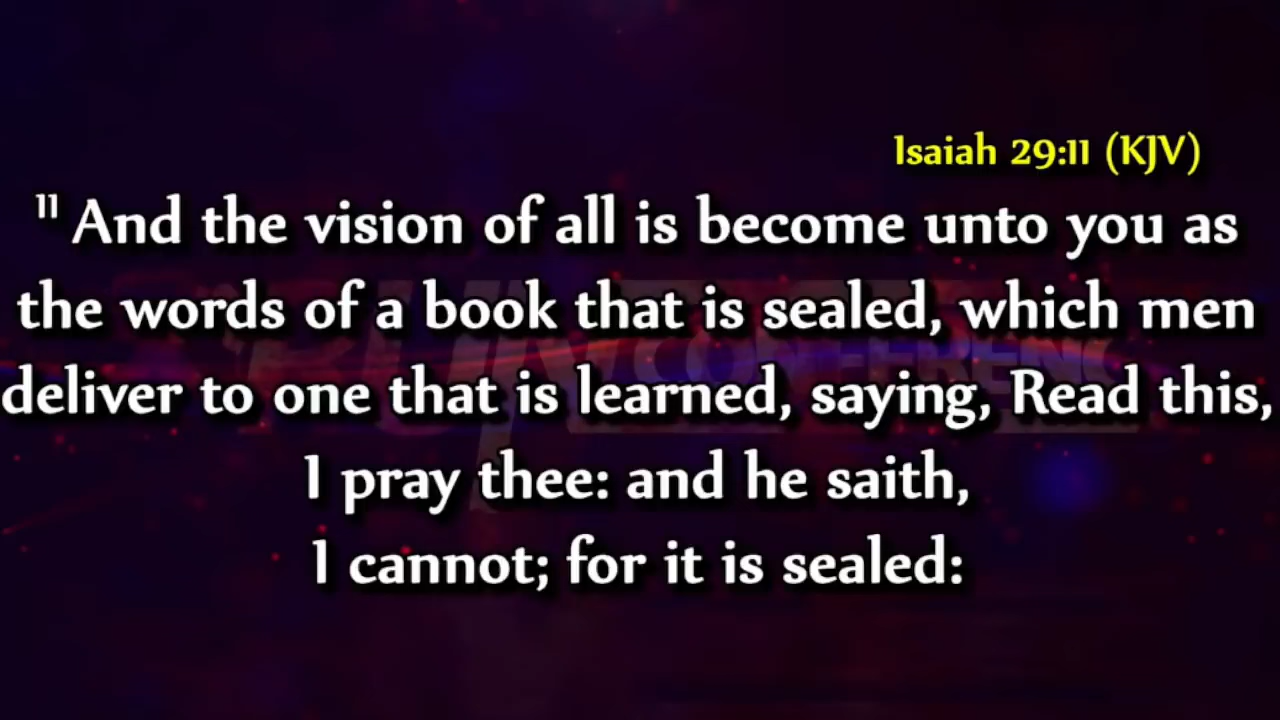 Isaiah 29:11 (KJV)
11 And the vision of all is become unto you as
the words of a book that is sealed, which men
deliver to one that is learned, saying, Read this,
I pray thee: and he saith,
I cannot; for it is sealed: